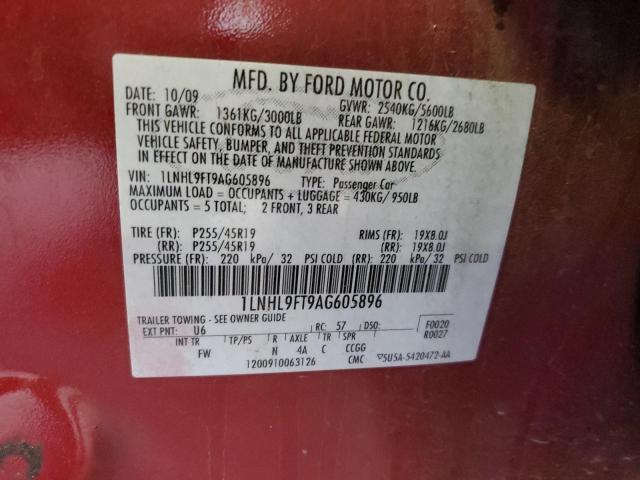 MFD. BY FORD MOTOR CO.
DATE: 10/09 GVWR: 2540KG/5600LB
FRONT GAWR: 1361KG/3000LB REAR GAWR: 1216KG/2680LB
THIS VEHICLE CONFORMS TO ALL APPLICABLE FEDERAL MOTOR
VEHICLE SAFETY, BUMPER, AND THEFT PREVENTION STANDARDS
IN EFFECT ON THE DATE OF MANUFACTURE SHOWN ABOVE.
VIN: 1LNHL9FT9AG605896 TYPE: Passenger Car
MAXIMUM LOAD = OCCUPANTS + LUGGAGE = 430KG/ 950LB
OCCUPANTS = 5 TOTAL; 2 FRONT, 3 REAR
TIRE (FR): P255/45R19 RIMS (FR): 19X8.0J
(RR): P255/45R19 (RR): 19X8.0J
PRESSURE (FR): 220 kPa/ 32 PSI COLD (RR): 220 kPa/ 32 PSI COLD
1LNHL9FT9AG605896
TRAILER TOWING - SEE OWNER GUIDE
EXT PNT: U6 RC: 57 DSO: F0020
R0027
INT TR TP/PS R AXLE TR SPR
FW N 4A C CCGG
1200910063126 CMC 5U5A-5420472-AA